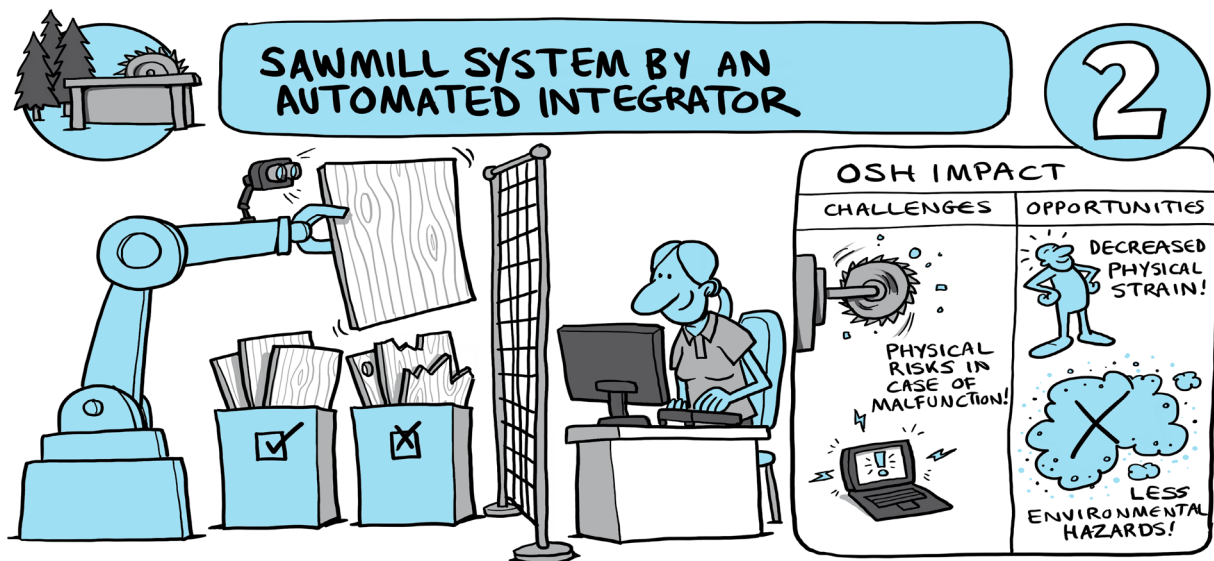 SAWMILL SYSTEM BY AN
AUTOMATED INTEGRATOR
2
OSH IMPACT
CHALLENGES
OPPORTUNITIES
PHYSICAL
RISKS IN
CASE OF
MALFUNCTION!
!
DECREASED
PHYSICAL
STRAIN!
LESS
ENVIRONMENTAL
HAZARDS!